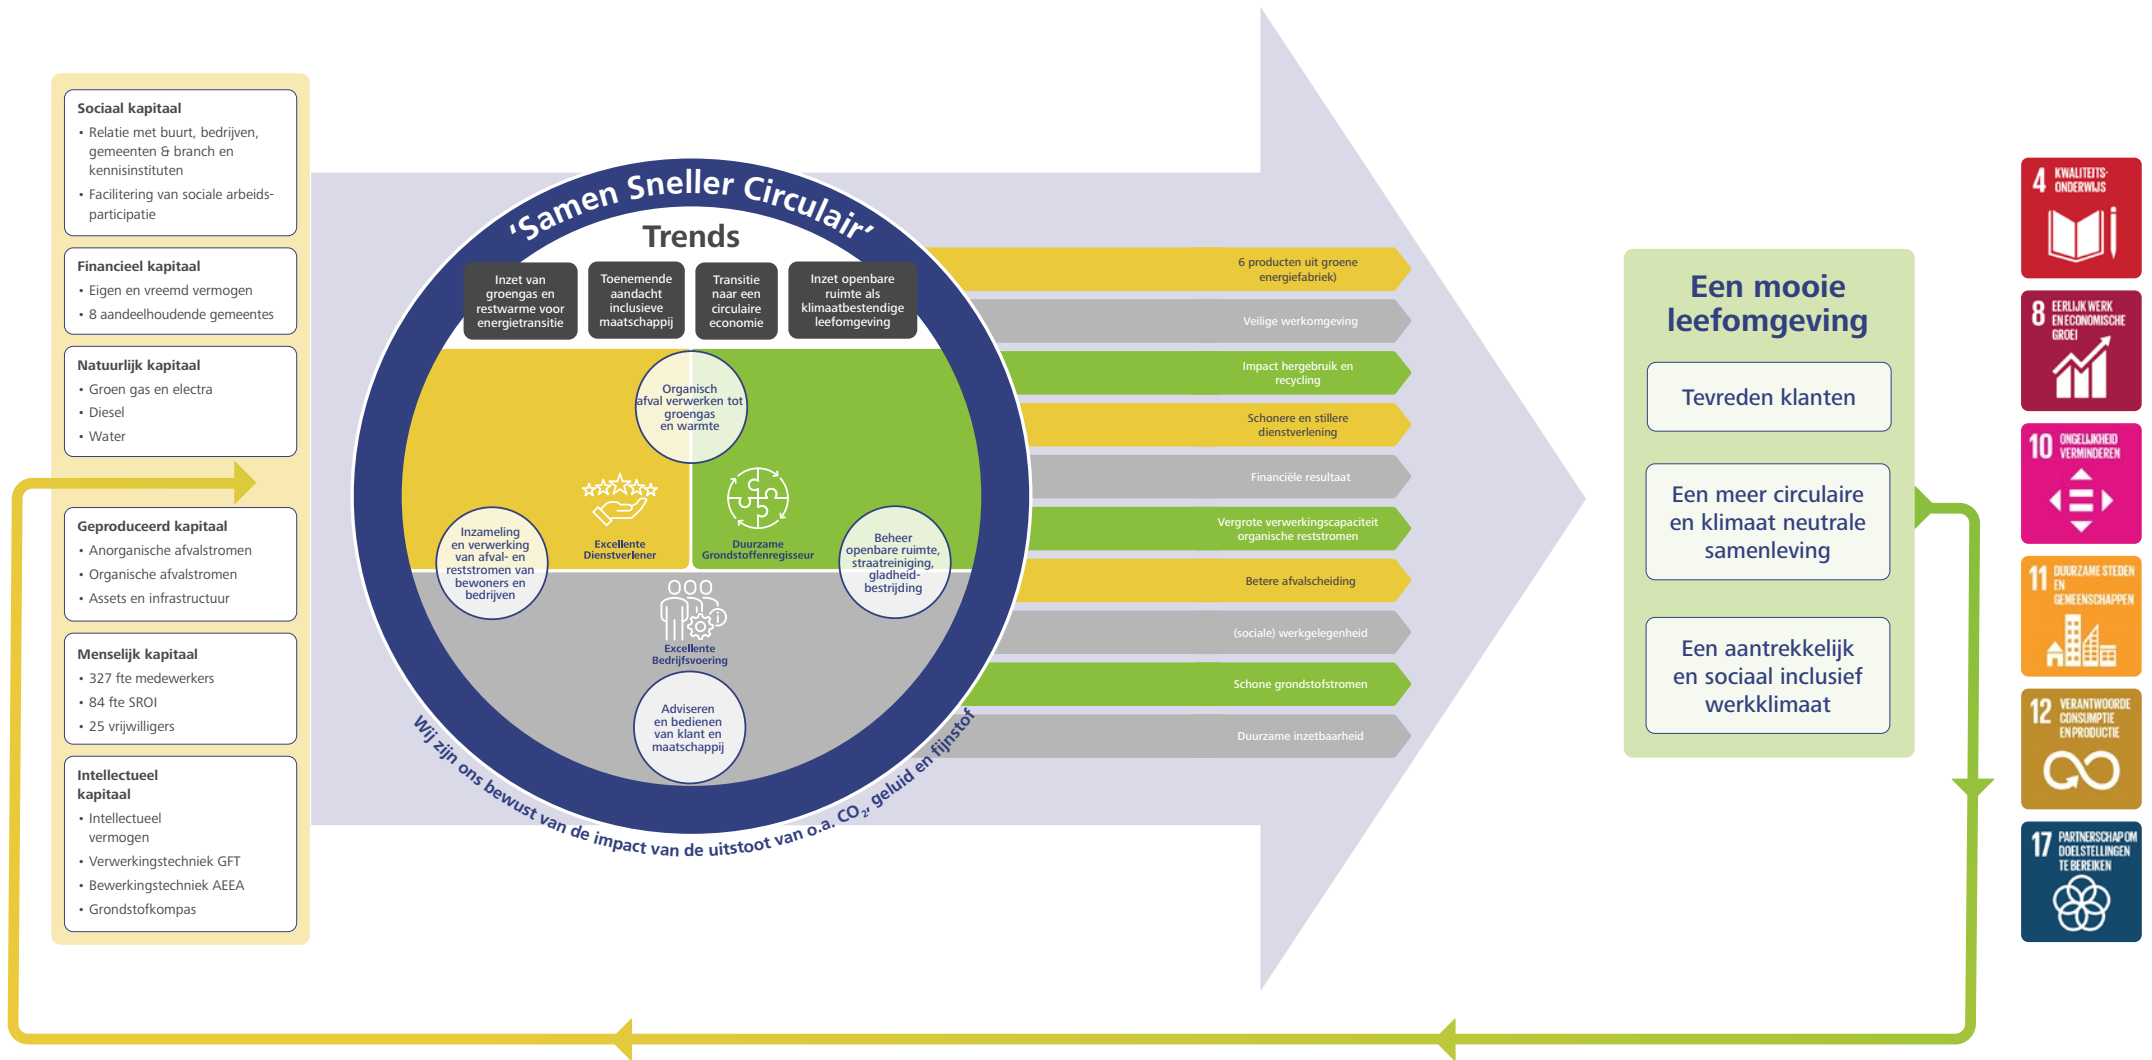 Sociaal kapitaal
• Relatie met buurt, bedrijven,
gemeenten & branch en
kennisinstituten
• Facilitering van sociale arbeids-
participatie
Financieel kapitaal
• Eigen en vreemd vermogen
• 8 aandeelhoudende gemeentes
Natuurlijk kapitaal
• Groen gas en electra
• Diesel
• Water
Geproduceerd kapitaal
• Anorganische afvalstromen
• Organische afvalstromen
• Assets en infrastructuur
Menselijk kapitaal
• 327 fte medewerkers
• 84 fte SROI
• 25 vrijwilligers
Intellectueel
kapitaal
• Intellectueel
vermogen
• Verwerkingstechniek GFT
• Bewerkingstechniek AEEA
• Grondstofkompas
‘Samen Sneller Circulair’
Trends
Inzet van
groengas en
restwarme voor
energietransitie
Toenemende
aandacht
inclusieve
maatschappij
Transitie
naar een
circulaire
economie
Inzet openbare
ruimte als
klimaatbestendige
leefomgeving
Organisch
afval verwerken tot
groengas
en warmte
Excellente
Dienstverlener
Duurzame
Grondstoffenregisseur
Inzameling
en verwerking
van afval- en
reststromen van
bewoners en
bedrijven
Beheer
openbare ruimte,
straatreiniging,
gladheid-
bestrijding
Excellente
Bedrijfsvoering
Adviseren
en bedienen
van klant en
maatschappij
Wij zijn ons bewust van de impact van de uitstoot van o.a. CO₂, geluid en fijnstof
6 producten uit groene
energiefabriek)
Veilige werkomgeving
Impact hergebruik en
recycling
Schonere en stillere
dienstverlening
Financiële resultaat
Vergrote verwerkingscapaciteit
organische reststromen
Betere afvalscheiding
(sociale) werkgelegenheid
Schone grondstofstromen
Duurzame inzetbaarheid
Een mooie
leefomgeving
Tevreden klanten
Een meer circulaire
en klimaat neutrale
samenleving
Een aantrekkelijk
en sociaal inclusief
werkklimaat
4 KWALITEITS-
ONDERWIJS
8 EERLIJK WERK
EN ECONOMISCHE
GROEI
10 ONGELIJKHEID
VERMINDEREN
11 DUURZAME STEDEN
EN
GEMEENSCHAPPEN
12 VERANTWOORDE
CONSUMPTIE
EN PRODUCTIE
17 PARTNERSCHAP OM
DOELSTELLINGEN
TE BEREIKEN